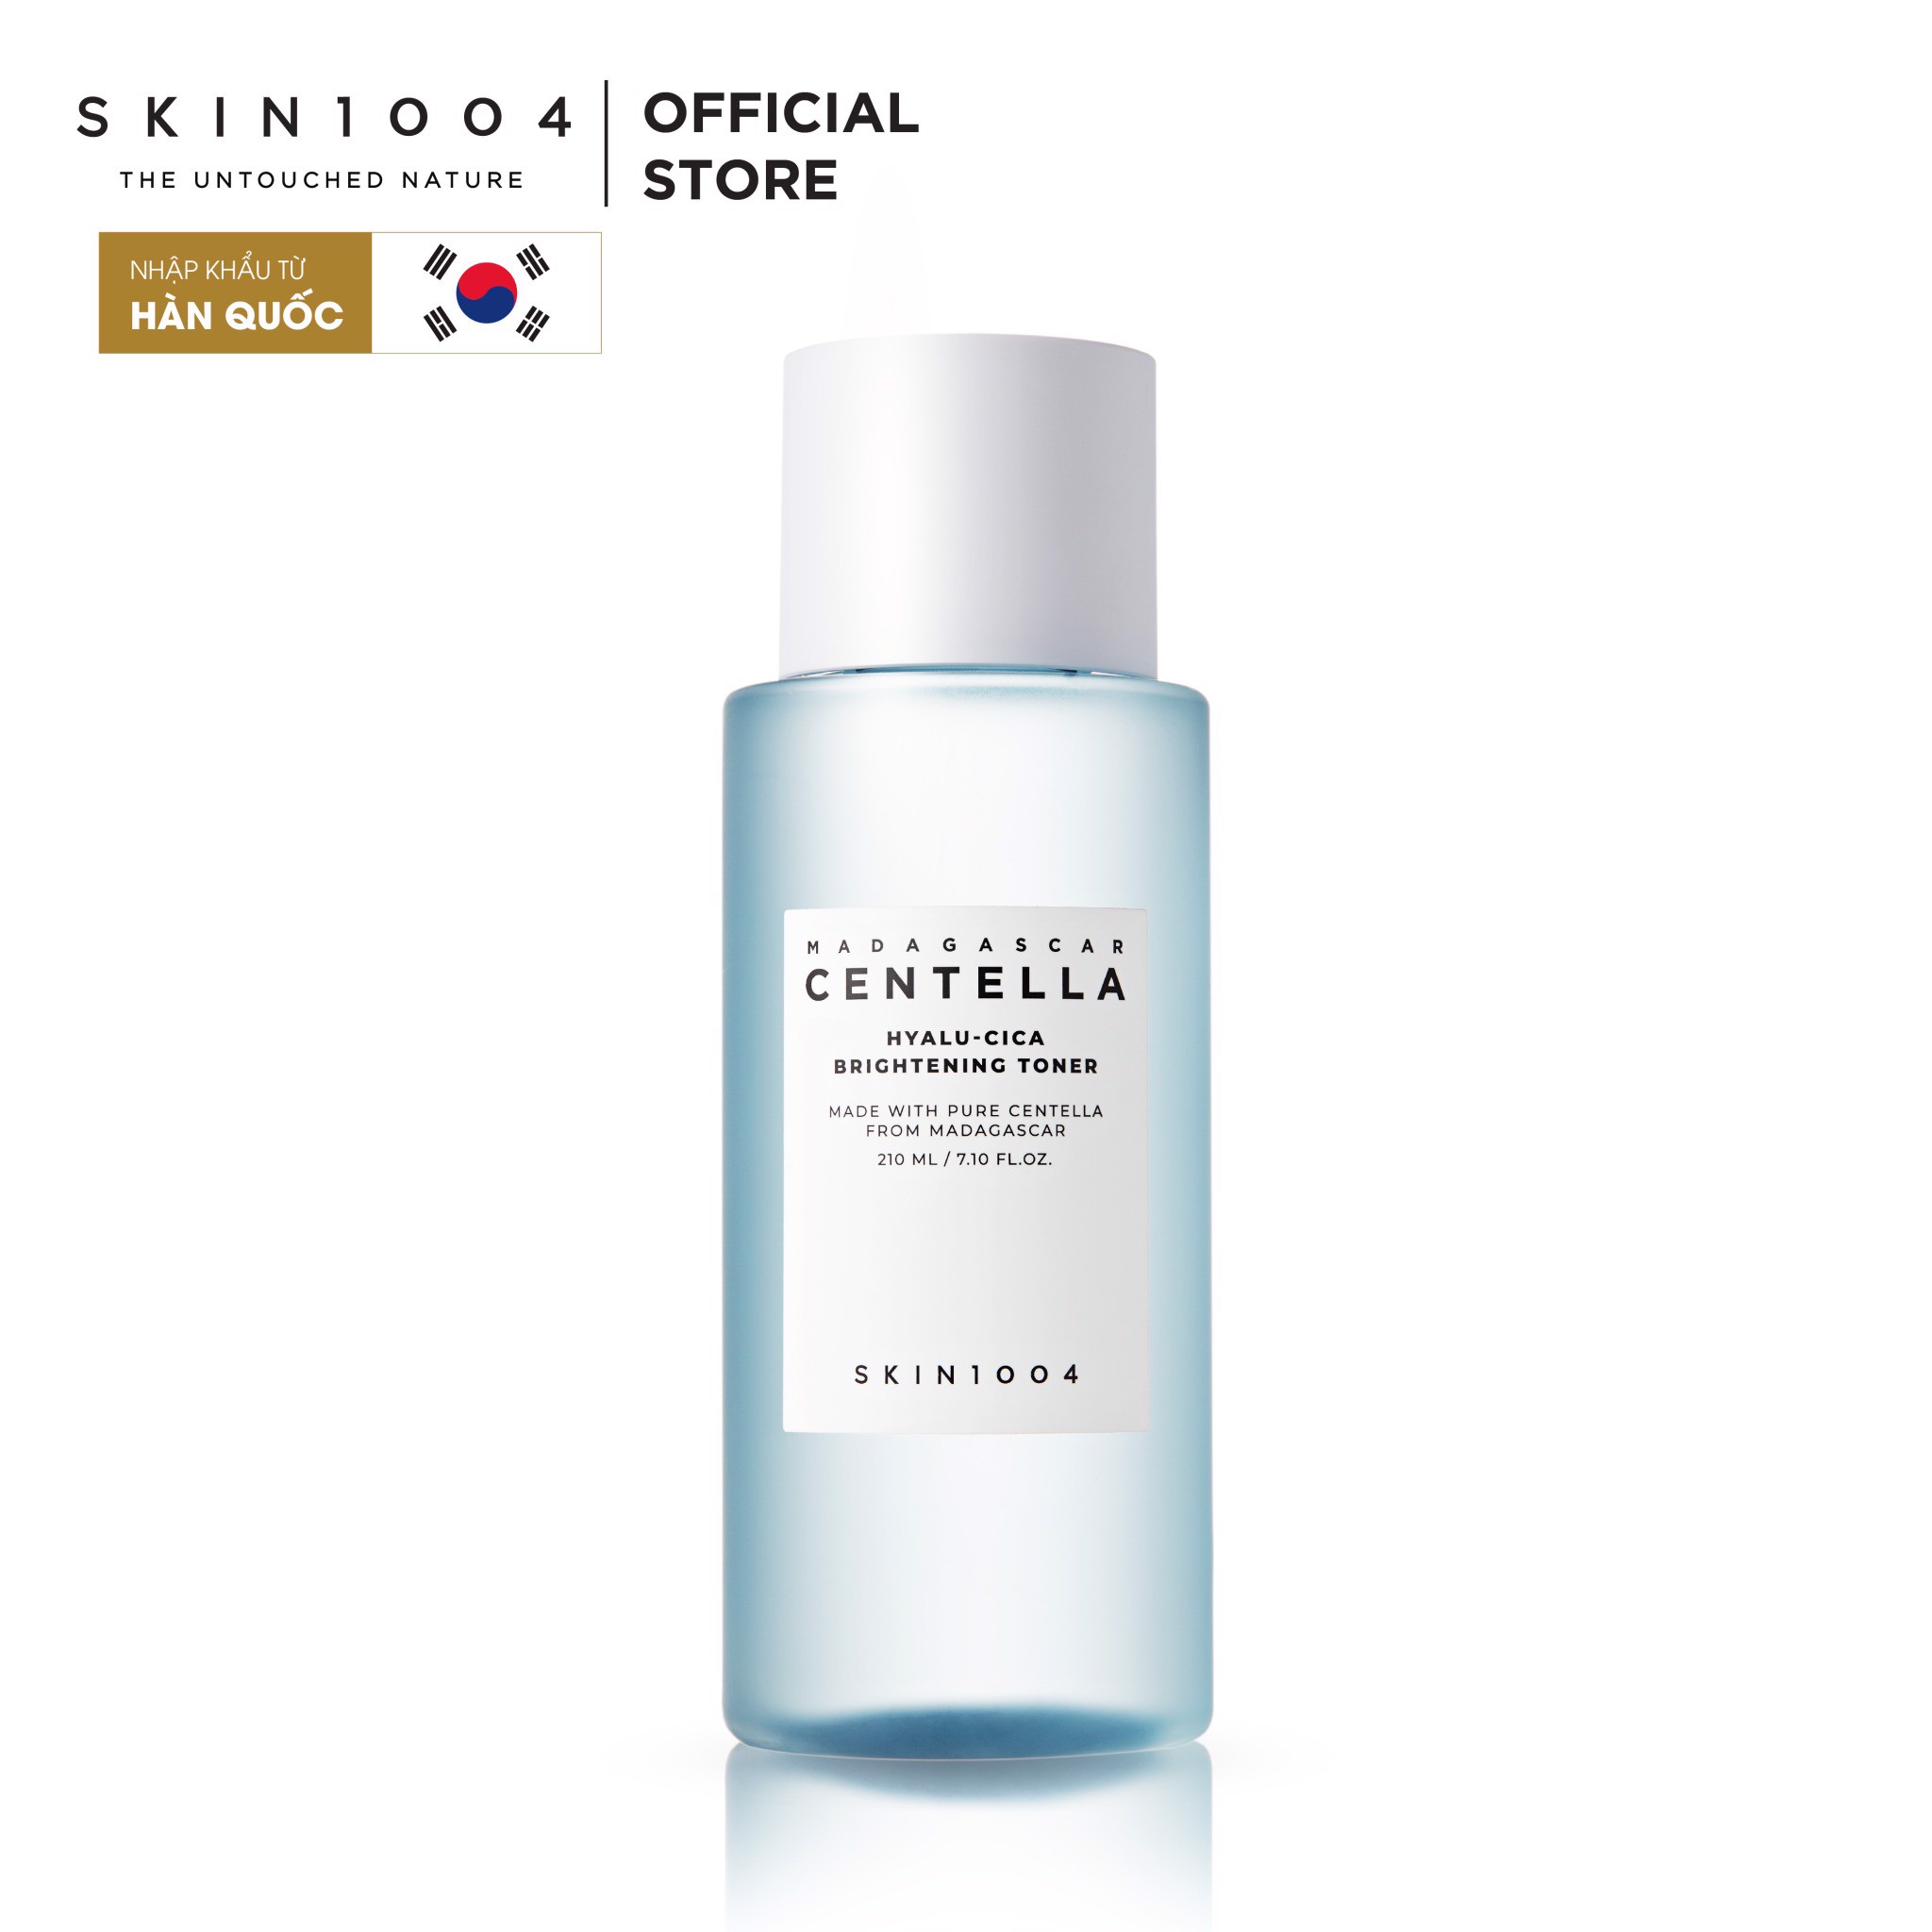 SKIN1004
THE UNTOUCHED NATURE
OFFICIAL
STORE
NHẬP KHẨU TỪ
HÀN QUỐC
MADAGASCAR
CENTELLA
HYALU-CICA
BRIGHTENING TONER
MADE WITH PURE CENTELLA
FROM MADAGASCAR
210 ML / 7.10 FL.OZ.
SKIN1004